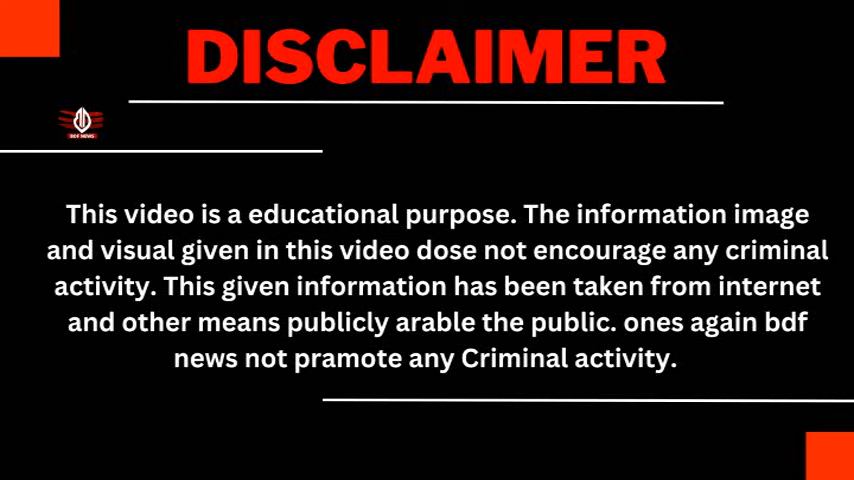 DISCLAIMER
BDF NEWS
This video is a educational purpose. The information image
and visual given in this video dose not encourage any criminal
activity. This given information has been taken from internet
and other means publicly arable the public. ones again bdf
news not pramote any Criminal activity.